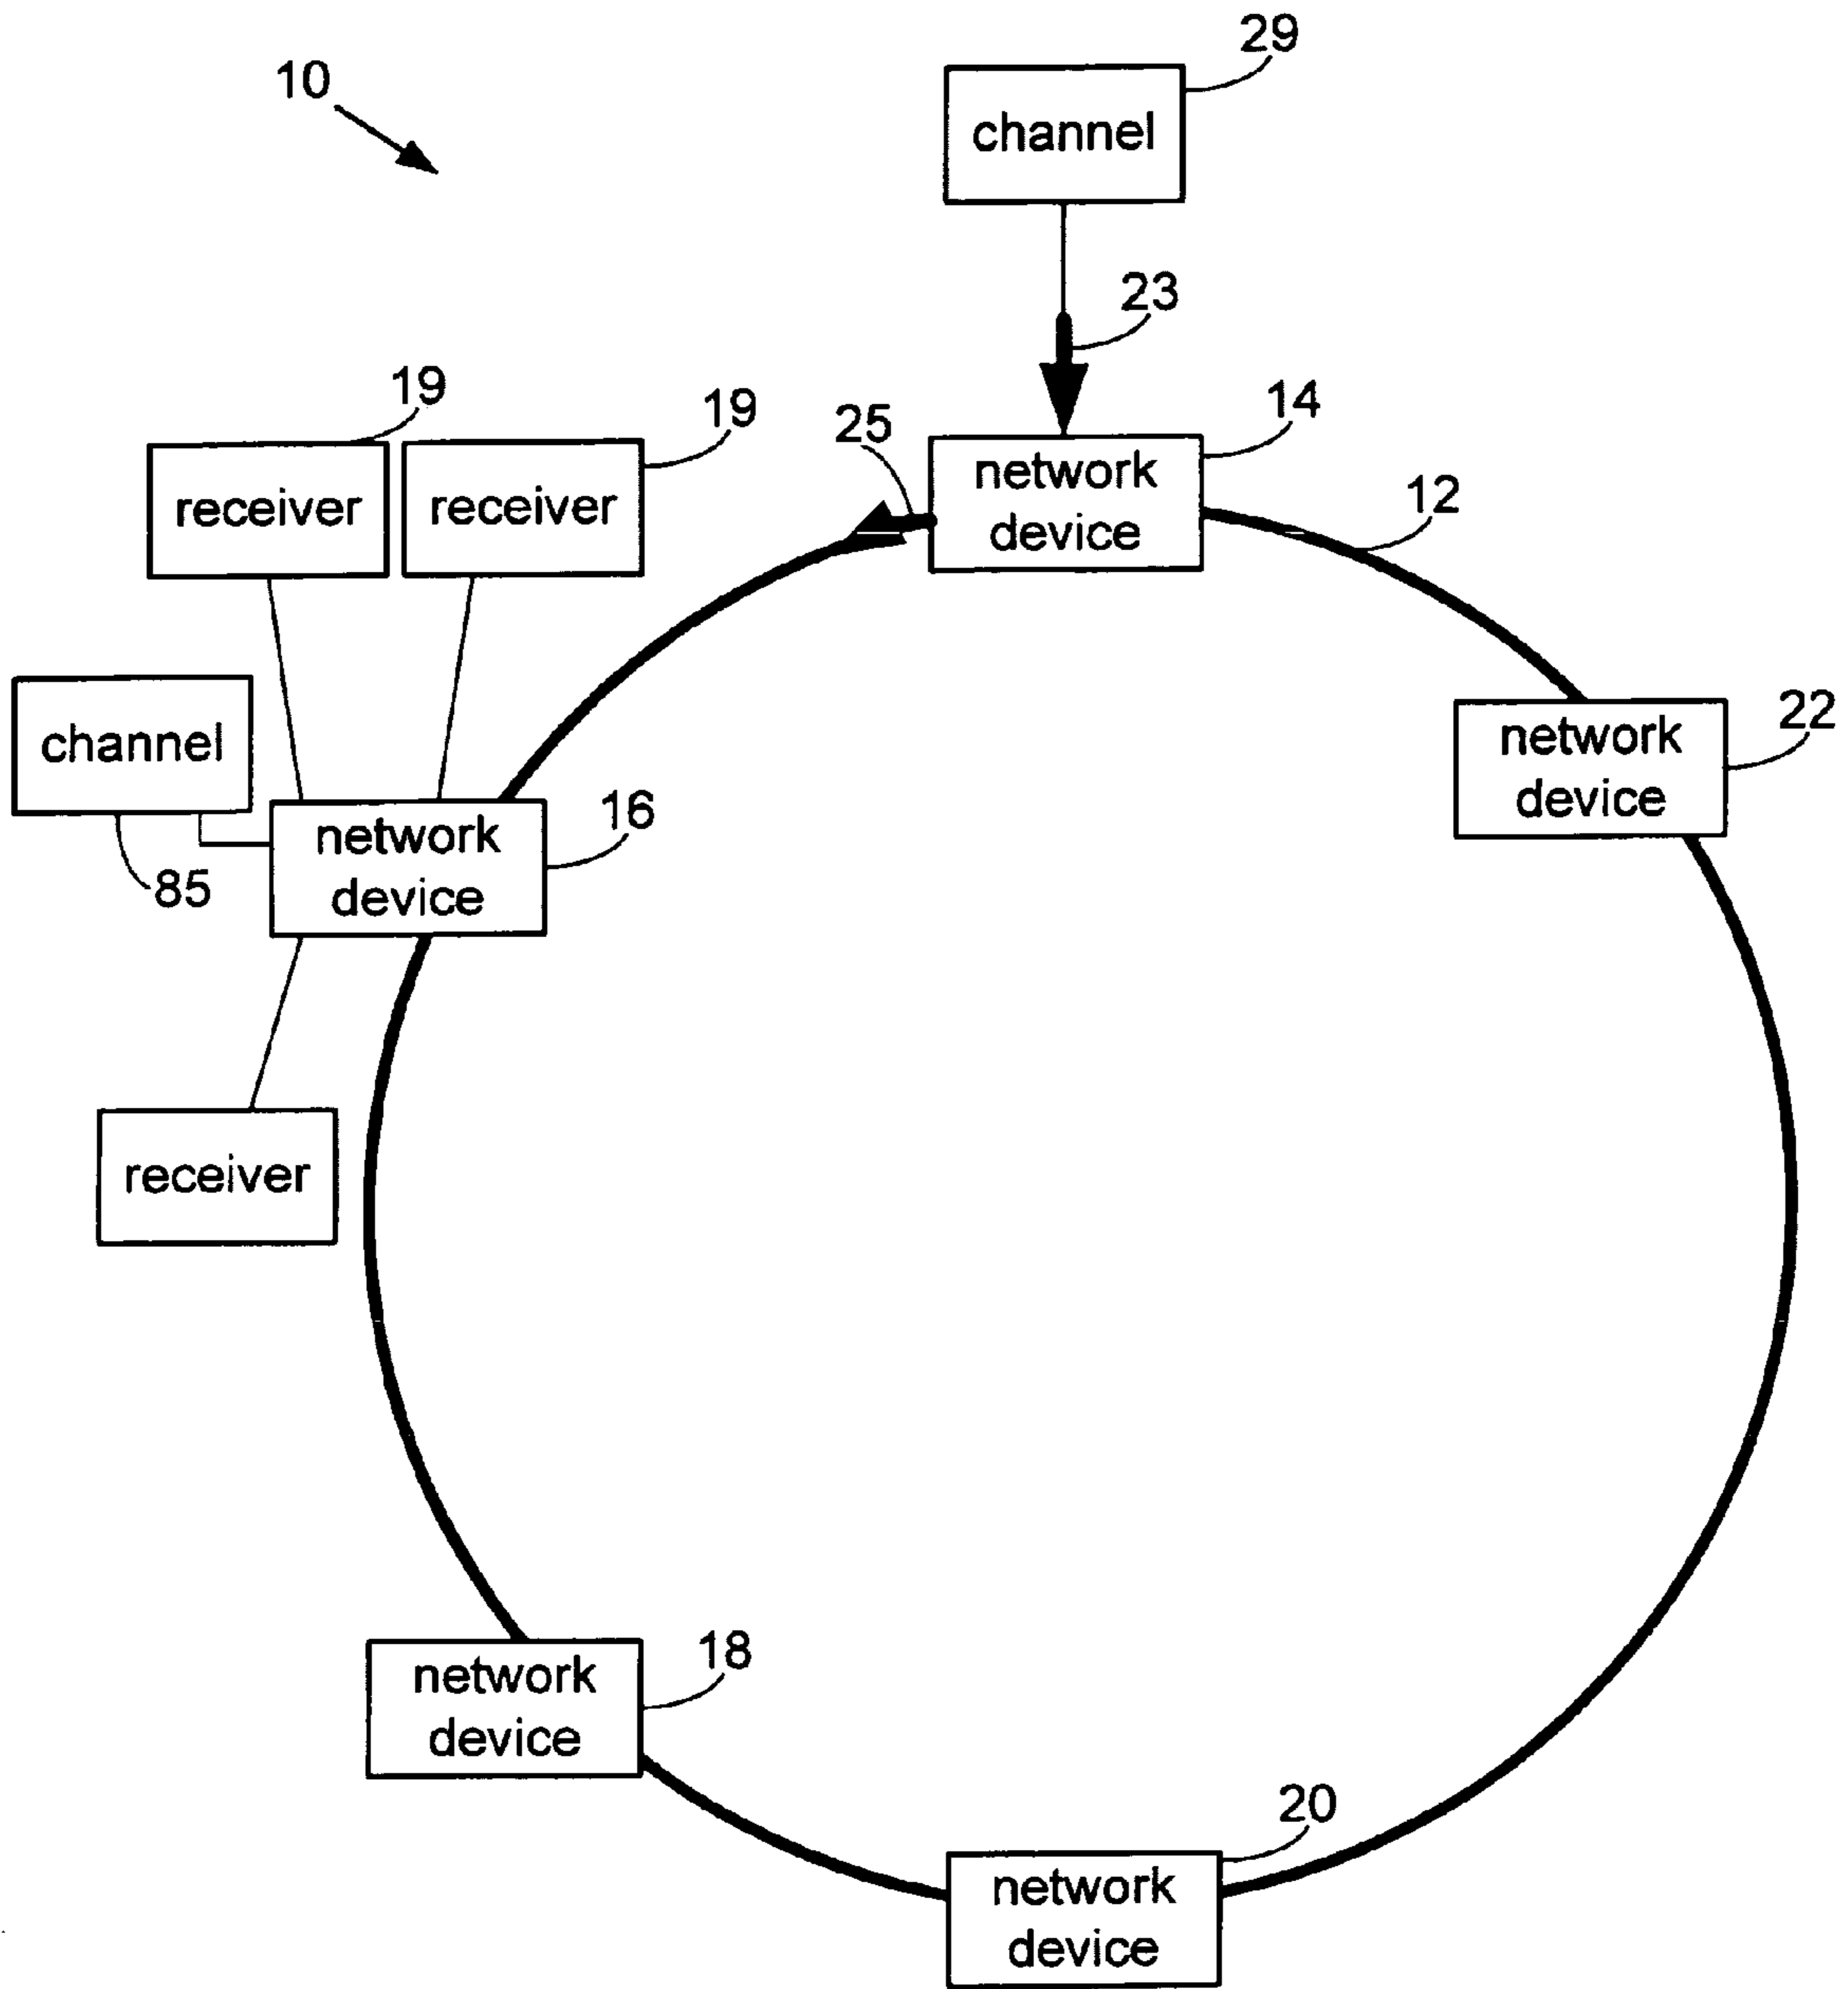 29
10
channel
23
19
19
25
14
network
device
12
receiver
receiver
channel
22
network
device
16
network
device
85
receiver
18
network
device
20
network
device